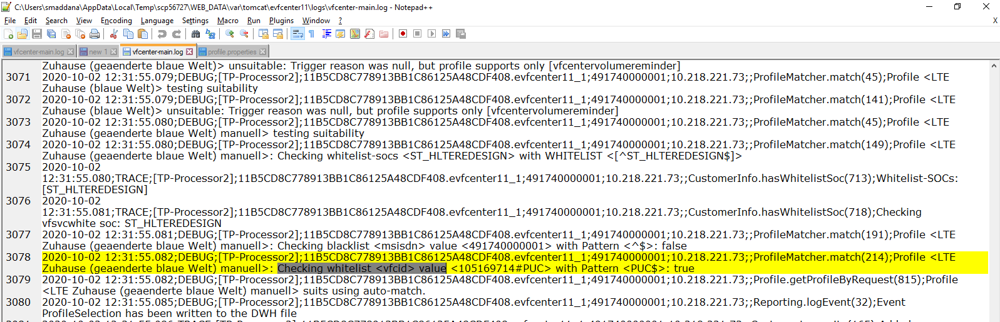 C:\Users\smaddana\AppData\Local\Temp\scp56727\WEB_DATA\var\tomcat\evfcenter11\logs\vfcenter-main.log - Notepad++
File Edit Search View Encoding Language Settings Macro Run Plugins Window ? X
vfcenter-main.log new 1 vfcenter-main.log profile.properties
Zuhause (geaenderte blaue Welt)> unsuitable: Trigger reason was null, but profile supports only [vfcentervolumereminder]
3071 2020-10-02 12:31:55.079;DEBUG;[TP-Processor2];11B5CD8C778913BB1C86125A48CDF408.evfcenter11_1;491740000001;10.218.221.73;;ProfileMatcher.match(45);Profile <LTE
Zuhause (blaue Welt)> testing suitability
3072 2020-10-02 12:31:55.079;DEBUG;[TP-Processor2];11B5CD8C778913BB1C86125A48CDF408.evfcenter11_1;491740000001;10.218.221.73;;ProfileMatcher.match(141);Profile <LTE
Zuhause (blaue Welt)> unsuitable: Trigger reason was null, but profile supports only [vfcentervolumereminder]
3073 2020-10-02 12:31:55.080;DEBUG;[TP-Processor2];11B5CD8C778913BB1C86125A48CDF408.evfcenter11_1;491740000001;10.218.221.73;;ProfileMatcher.match(45);Profile <LTE
Zuhause (geaenderte blaue Welt) manuell> testing suitability
3074 2020-10-02 12:31:55.080;DEBUG;[TP-Processor2];11B5CD8C778913BB1C86125A48CDF408.evfcenter11_1;491740000001;10.218.221.73;;ProfileMatcher.match(149);Profile <LTE
Zuhause (geaenderte blaue Welt) manuell>: Checking whitelist-socs <ST_HLTEREDESIGN> with WHITELIST <[^ST_HLTEREDESIGN$]>
3075 2020-10-02
12:31:55.080;TRACE;[TP-Processor2];11B5CD8C778913BB1C86125A48CDF408.evfcenter11_1;491740000001;10.218.221.73;;CustomerInfo.hasWhitelistSoc(713);Whitelist-SOCs:
[ST_HLTEREDESIGN]
3076 2020-10-02
12:31:55.081;TRACE;[TP-Processor2];11B5CD8C778913BB1C86125A48CDF408.evfcenter11_1;491740000001;10.218.221.73;;CustomerInfo.hasWhitelistSoc(718);Checking
vfsvcwhite soc: ST_HLTEREDESIGN
3077 2020-10-02 12:31:55.081;DEBUG;[TP-Processor2];11B5CD8C778913BB1C86125A48CDF408.evfcenter11_1;491740000001;10.218.221.73;;ProfileMatcher.match(191);Profile <LTE
Zuhause (geaenderte blaue Welt) manuell>: Checking blacklist <msisdn> value <491740000001> with Pattern <^$>: false
3078 2020-10-02 12:31:55.082;DEBUG;[TP-Processor2];11B5CD8C778913BB1C86125A48CDF408.evfcenter11_1;491740000001;10.218.221.73;;ProfileMatcher.match(214);Profile <LTE
Zuhause (geaenderte blaue Welt) manuell>: Checking whitelist <vfcid> value <105169714#PUC> with Pattern <PUC$>: true
3079 2020-10-02 12:31:55.082;DEBUG;[TP-Processor2];11B5CD8C778913BB1C86125A48CDF408.evfcenter11_1;491740000001;10.218.221.73;;Profile.getProfileByRequest(815);Profile
<LTE Zuhause (geaenderte blaue Welt) manuell> suits using auto-match.
3080 2020-10-02 12:31:55.085;DEBUG;[TP-Processor2];11B5CD8C778913BB1C86125A48CDF408.evfcenter11_1;491740000001;10.218.221.73;;Reporting.logEvent(32);Event
ProfileSelection has been written to the DWH file